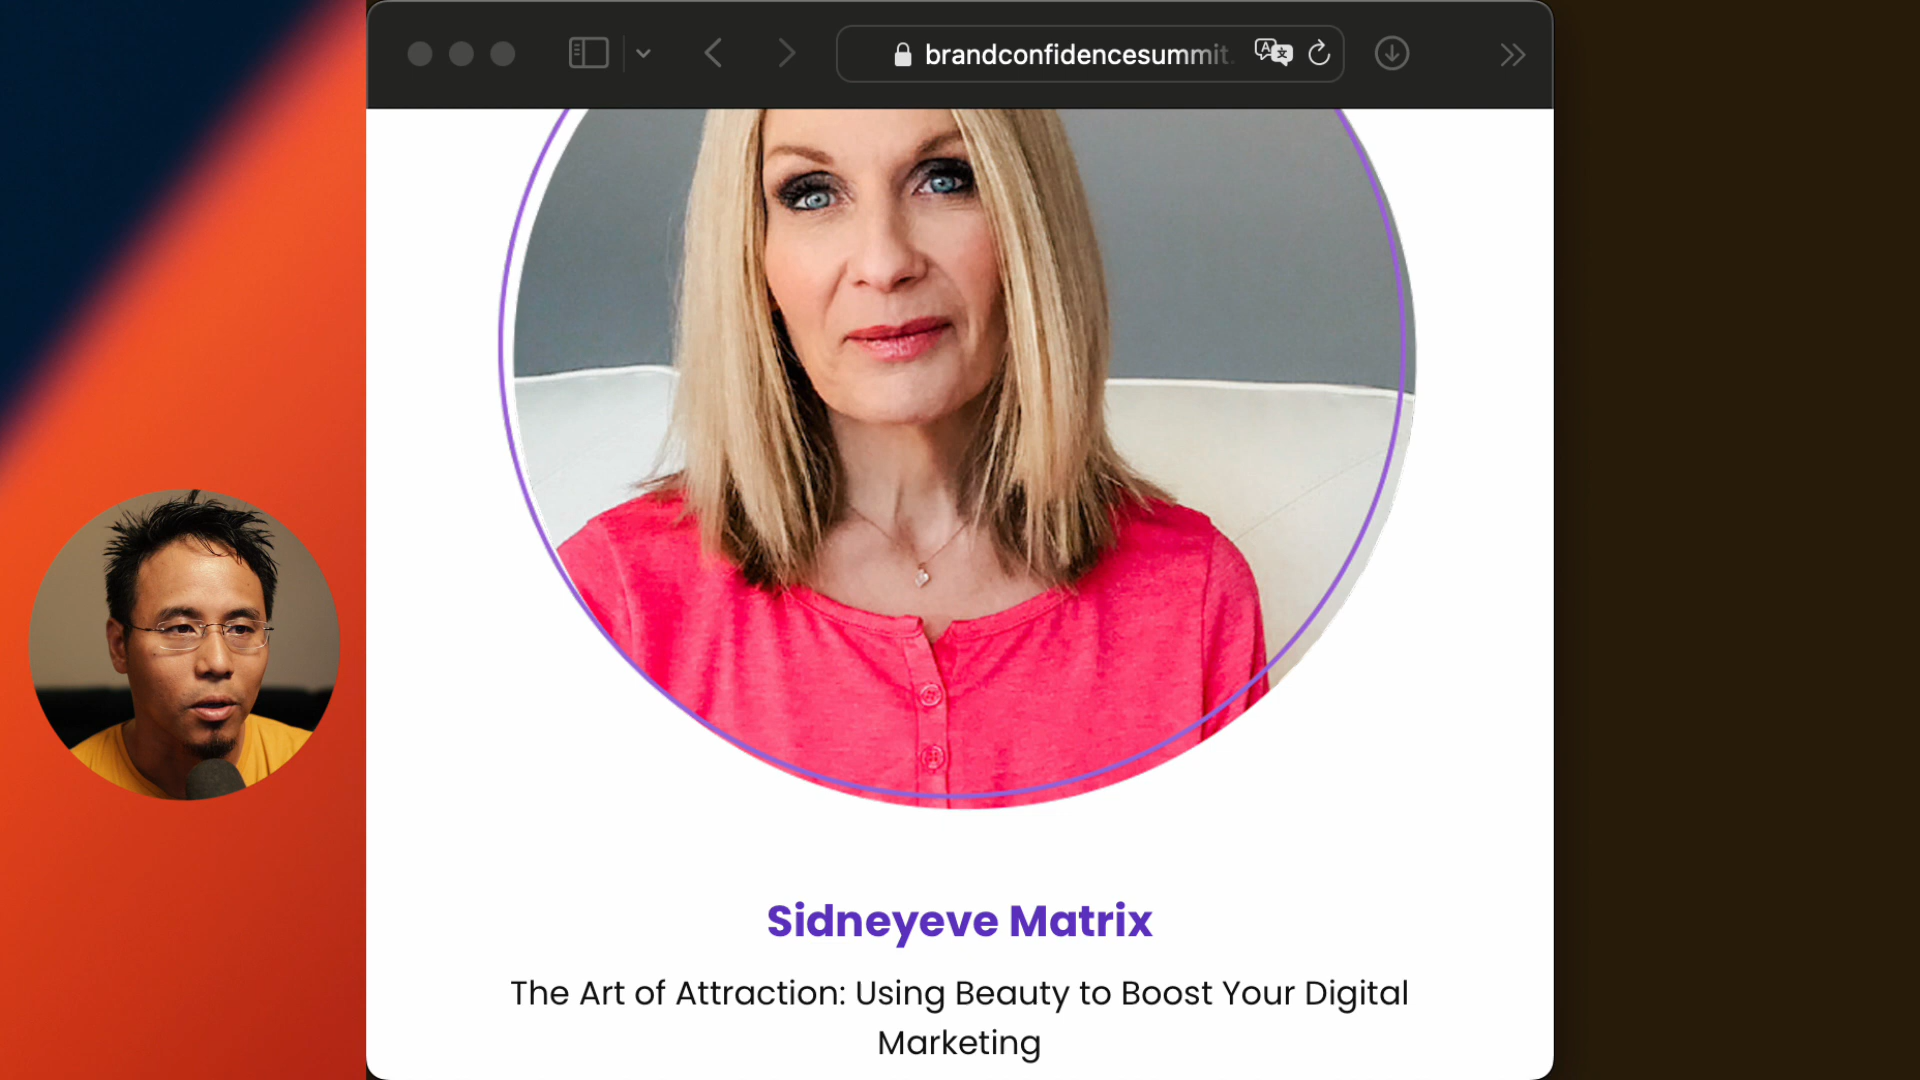 brandconfidencesummit.
Sidneyeve Matrix
The Art of Attraction: Using Beauty to Boost Your Digital
Marketing